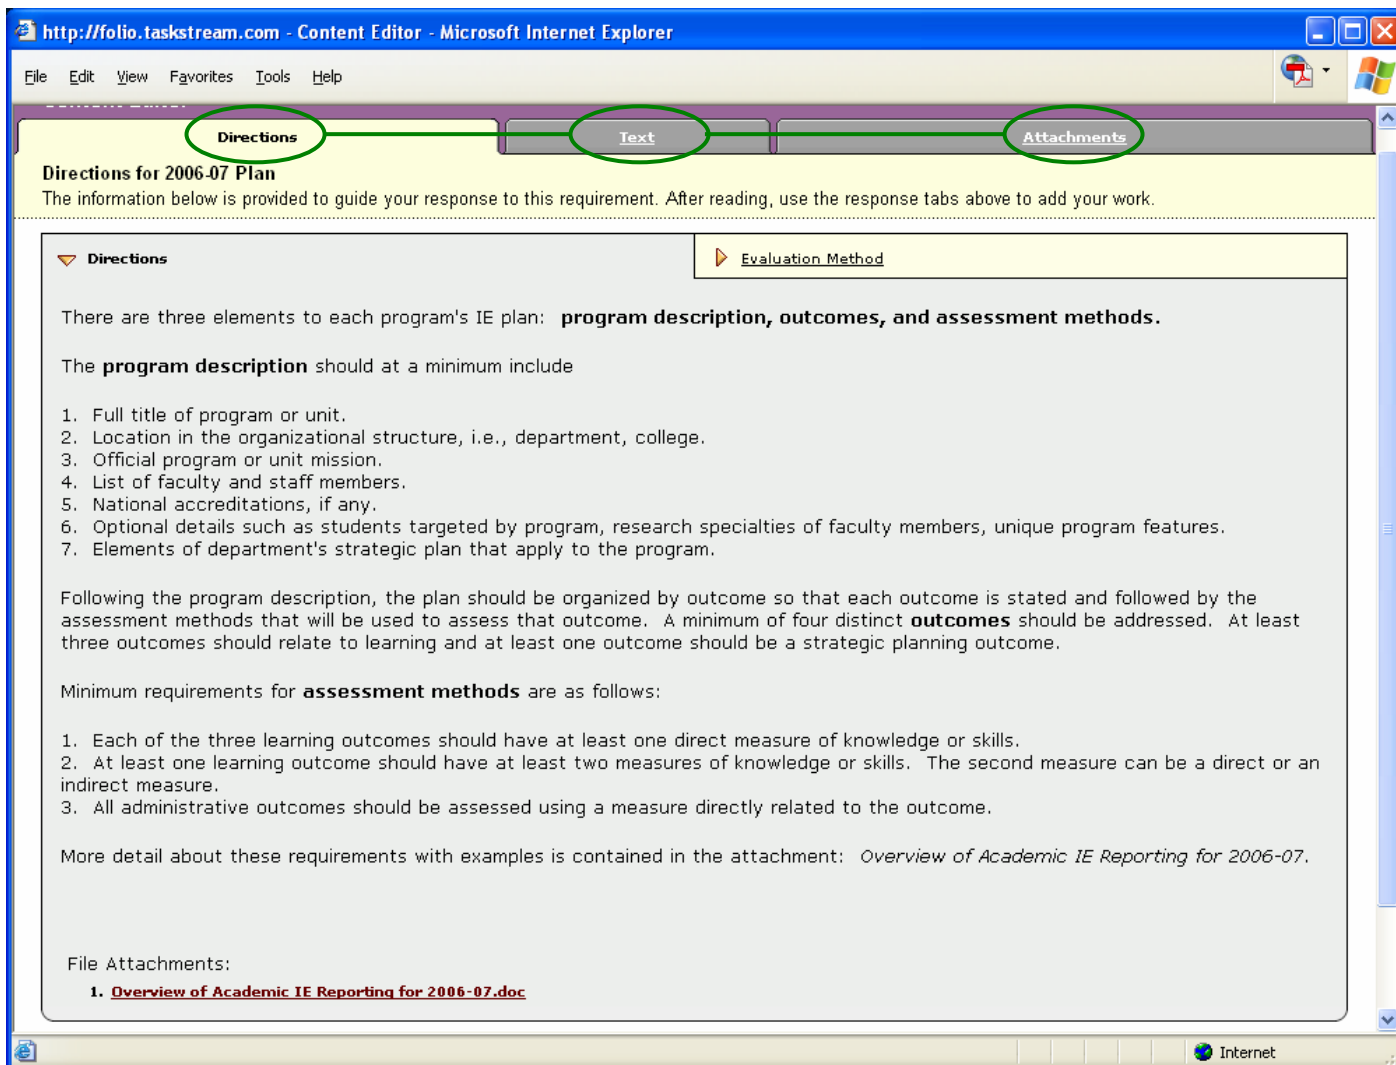 http://folio.taskstream.com - Content Editor - Microsoft Internet Explorer
File Edit View Favorites Tools Help
Directions Text Attachments
Directions for 2006-07 Plan
The information below is provided to guide your response to this requirement. After reading, use the response tabs above to add your work.
Directions Evaluation Method
There are three elements to each program's IE plan: program description, outcomes, and assessment methods.
The program description should at a minimum include
1. Full title of program or unit.
2. Location in the organizational structure, i.e., department, college.
3. Official program or unit mission.
4. List of faculty and staff members.
5. National accreditations, if any.
6. Optional details such as students targeted by program, research specialties of faculty members, unique program features.
7. Elements of department's strategic plan that apply to the program.
Following the program description, the plan should be organized by outcome so that each outcome is stated and followed by the
assessment methods that will be used to assess that outcome. A minimum of four distinct outcomes should be addressed. At least
three outcomes should relate to learning and at least one outcome should be a strategic planning outcome.
Minimum requirements for assessment methods are as follows:
1. Each of the three learning outcomes should have at least one direct measure of knowledge or skills.
2. At least one learning outcome should have at least two measures of knowledge or skills. The second measure can be a direct or an
indirect measure.
3. All administrative outcomes should be assessed using a measure directly related to the outcome.
More detail about these requirements with examples is contained in the attachment: Overview of Academic IE Reporting for 2006-07.
File Attachments:
1. Overview of Academic IE Reporting for 2006-07.doc
Internet